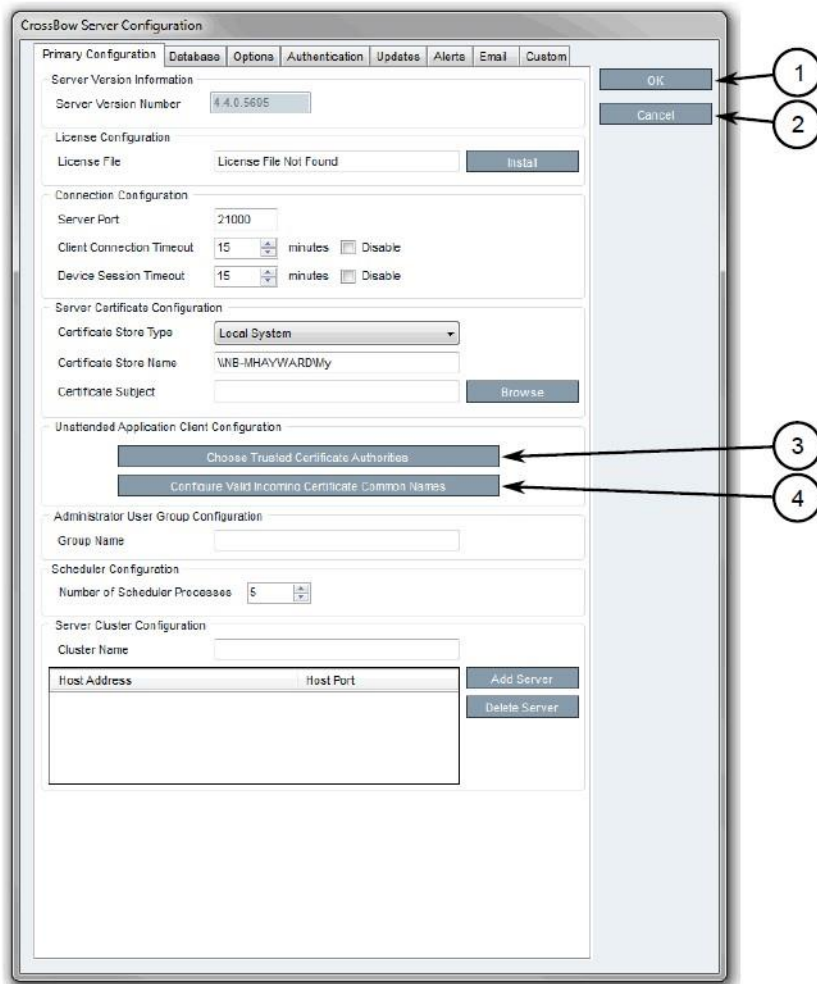 CrossBow Server Configuration
Primary Configuration Database Options Authentication Updates Alerts Email Custom
Server Version Information
Server Version Number 4.4.0.5695
OK
Cancel
1
2
License Configuration
License File License File Not Found Install
Connection Configuration
Server Port 21000
Client Connection Timeout 15 minutes Disable
Device Session Timeout 15 minutes Disable
Server Certificate Configuration
Certificate Store Type Local System
Certificate Store Name \\NB-MHAYWARD\My
Certificate Subject Browse
Unattended Application Client Configuration
Choose Trusted Certificate Authorities 3
Configure Valid Incoming Certificate Common Names 4
Administrator User Group Configuration
Group Name
Scheduler Configuration
Number of Scheduler Processes 5
Server Cluster Configuration
Cluster Name
Host Address Host Port Add Server
Delete Server